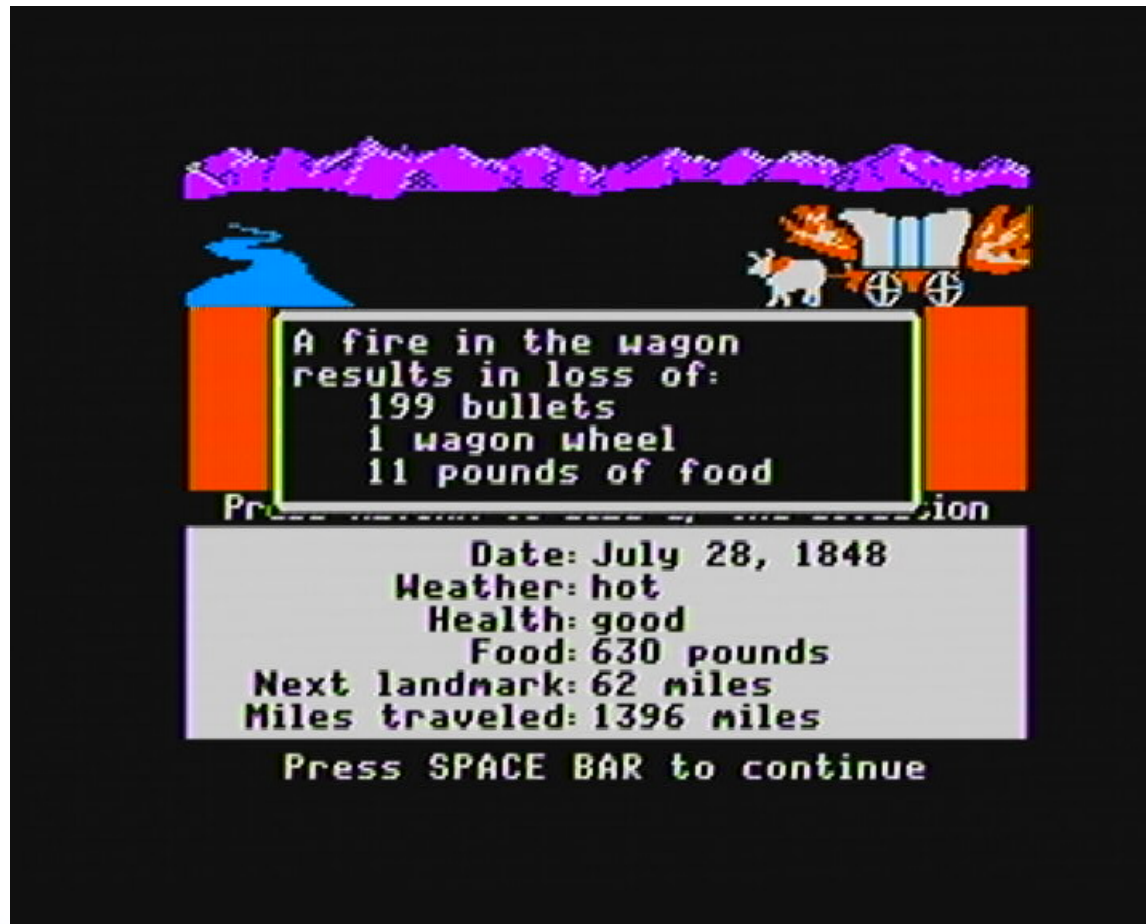 A fire in the wagon
results in loss of:
199 bullets
1 wagon wheel
11 pounds of food
Date: July 28, 1848
Weather: hot
Health: good
Food: 630 pounds
Next landmark: 62 miles
Miles traveled: 1396 miles
Press SPACE BAR to continue